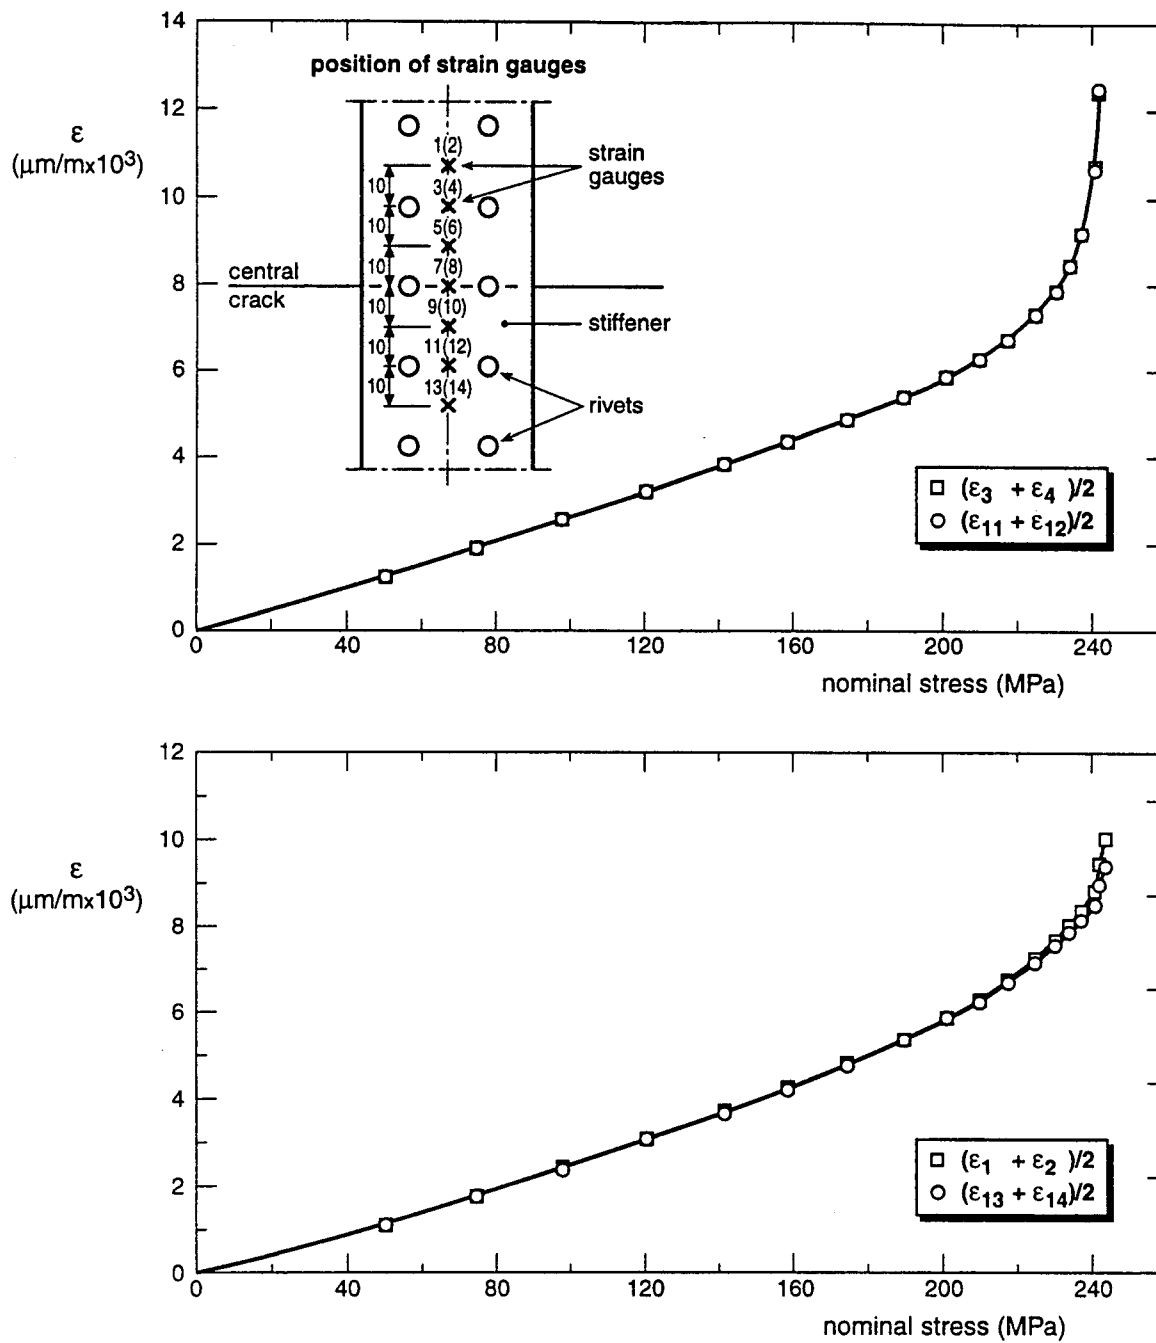 14
12
10
8
6
4
2
0
ε
(μm/mx10³)
position of strain gauges
1(2)
3(4)
5(6)
7(8)
9(10)
11(12)
13(14)
10
10
10
10
10
10
strain
gauges
central
crack
stiffener
rivets
(ε₃ + ε₄)/2
(ε₁₁ + ε₁₂)/2
0 40 80 120 160 200 240
nominal stress (MPa)
12
10
8
6
4
2
0
ε
(μm/mx10³)
(ε₁ + ε₂)/2
(ε₁₃ + ε₁₄)/2
0 40 80 120 160 200 240
nominal stress (MPa)